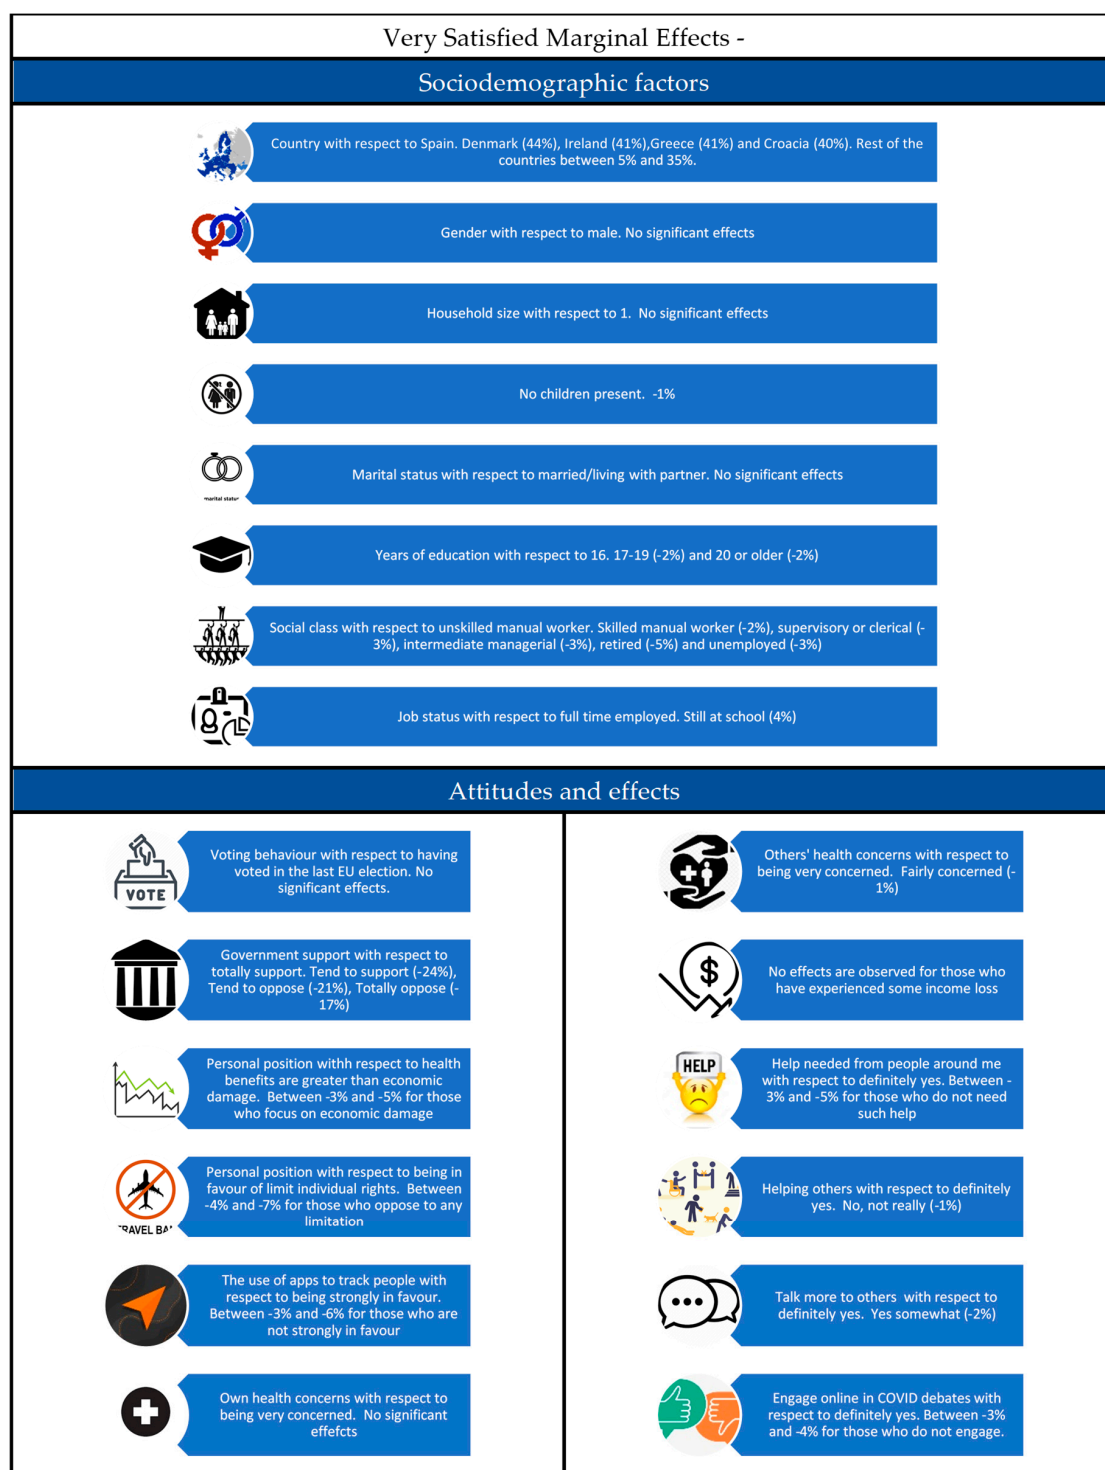 Very Satisfied Marginal Effects -
Sociodemographic factors
Country with respect to Spain. Denmark (44%), Ireland (41%),Greece (41%) and Croacia (40%). Rest of the
countries between 5% and 35%.
Gender with respect to male. No significant effects
Household size with respect to 1.  No significant effects
No children present.  -1%
marital status
Marital status with respect to married/living with partner. No significant effects
Years of education with respect to 16. 17-19 (-2%) and 20 or older (-2%)
Social class with respect to unskilled manual worker. Skilled manual worker (-2%), supervisory or clerical (-
3%), intermediate managerial (-3%), retired (-5%) and unemployed (-3%)
Job status with respect to full time employed. Still at school (4%)
Attitudes and effects
VOTE
Voting behaviour with respect to having
voted in the last EU election. No
significant effects.
Government support with respect to
totally support. Tend to support (-24%),
Tend to oppose (-21%), Totally oppose (-
17%)
Personal position withh respect to health
benefits are greater than economic
damage.  Between -3% and -5% for those
who focus on economic damage
RAVEL BA
Personal position with respect to being in
favour of limit individual rights.  Between
-4% and -7% for those who oppose to any
limitation
The use of apps to track people with
respect to being strongly in favour.
Between -3% and -6% for those who are
not strongly in favour
Own health concerns with respect to
being very concerned.  No significant
effefcts
Others' health concerns with respect to
being very concerned.  Fairly concerned (-
1%)
$
No effects are observed for those who
have experienced some income loss
HELP
Help needed from people around me
with respect to definitely yes. Between -
3% and -5% for those who do not need
such help
Helping others with respect to definitely
yes.  No, not really (-1%)
Talk more to others  with respect to
definitely yes.  Yes somewhat (-2%)
Engage online in COVID debates with
respect to definitely yes. Between -3%
and -4% for those who do not engage.